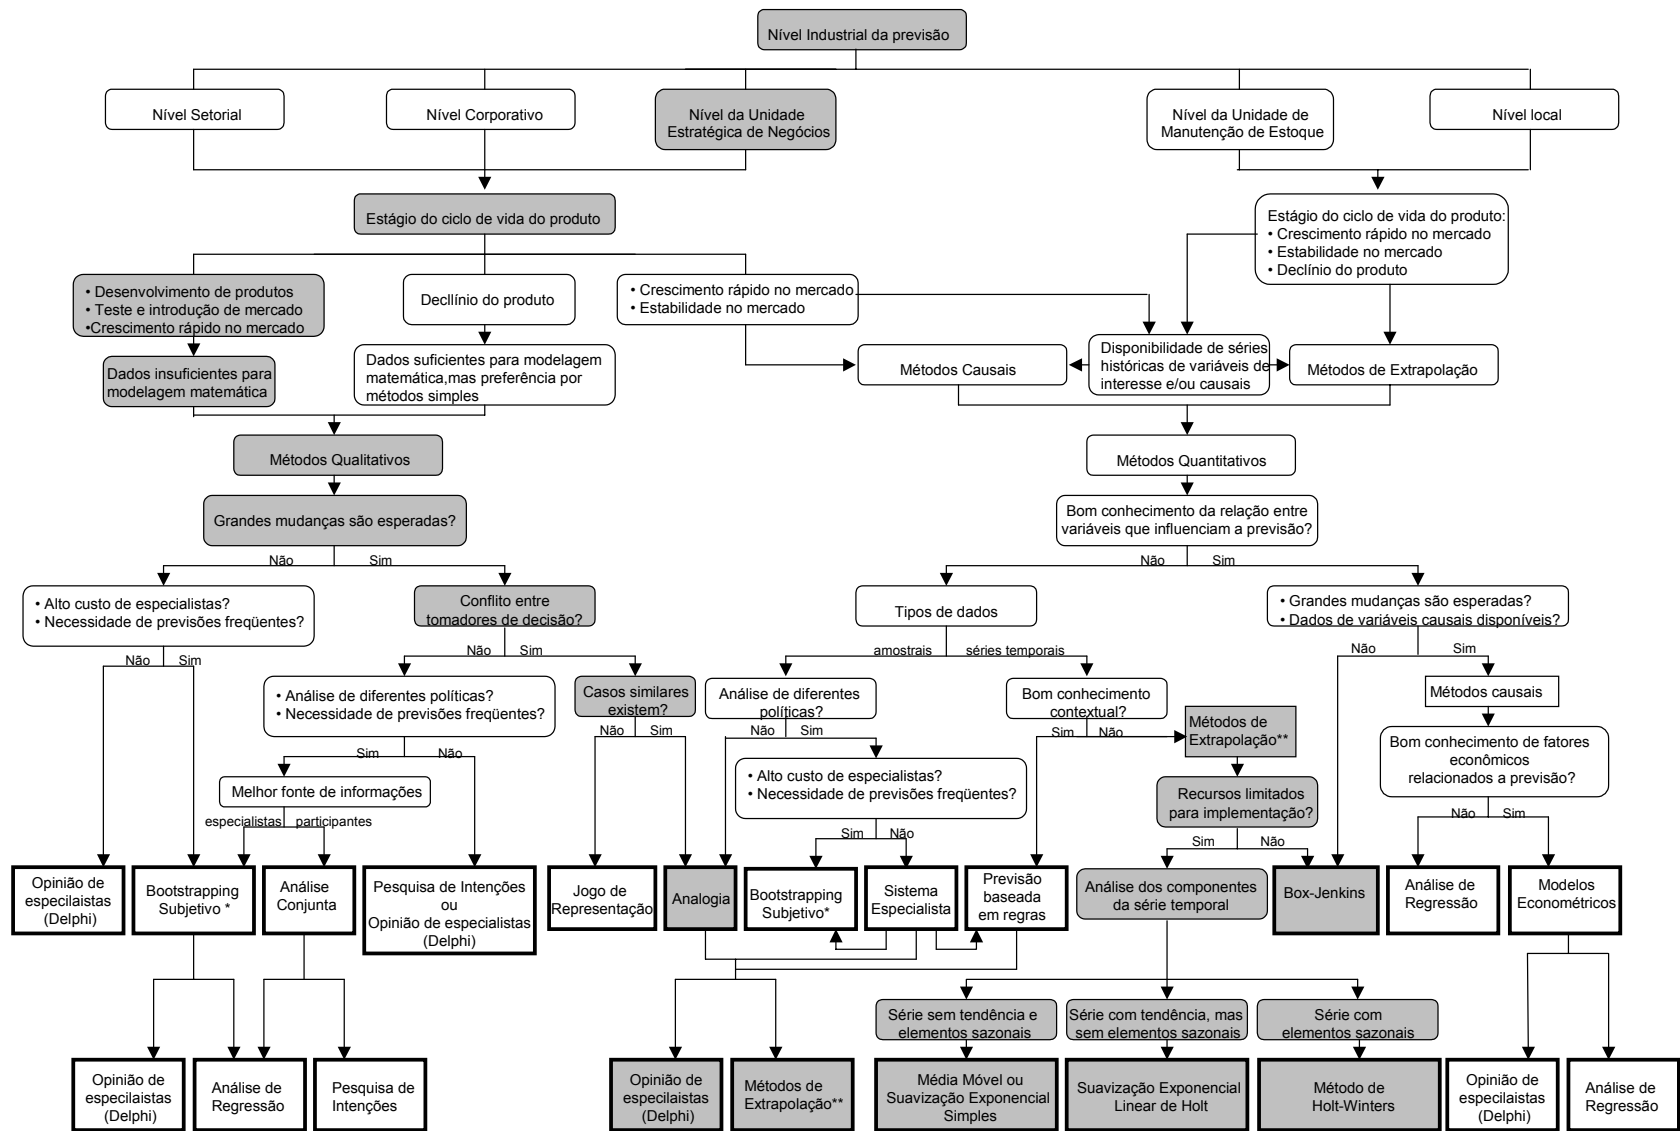 Nível Industrial da previsão
Nível Setorial
Nível Corporativo
Nível da Unidade
Estratégica de Negócios
Nível da Unidade de
Manutenção de Estoque
Nível local
Estágio do ciclo de vida do produto
Estágio do ciclo de vida do produto:
• Crescimento rápido no mercado
• Estabilidade no mercado
• Declínio do produto
• Desenvolvimento de produtos
• Teste e introdução de mercado
•Crescimento rápido no mercado
Decllínio do produto
• Crescimento rápido no mercado
• Estabilidade no mercado
Dados insuficientes para
modelagem matemática
Dados suficientes para modelagem
matemática,mas preferência por
métodos simples
Métodos Causais
Disponibilidade de séries
históricas de variáveis de
interesse e/ou causais
Métodos de Extrapolação
Métodos Qualitativos
Métodos Quantitativos
Grandes mudanças são esperadas?
Bom conhecimento da relação entre
variáveis que influenciam a previsão?
Não Sim
Não Sim
• Alto custo de especialistas?
• Necessidade de previsões freqüentes?
Conflito entre
tomadores de decisão?
Tipos de dados
• Grandes mudanças são esperadas?
• Dados de variáveis causais disponíveis?
Não Sim
Não Sim
amostrais séries temporais
Não Sim
• Análise de diferentes políticas?
• Necessidade de previsões freqüentes?
Casos similares
existem?
Análise de diferentes
políticas?
Bom conhecimento
contextual?
Métodos causais
Não Sim
Não Sim
Sim Não
Métodos de
Extrapolação**
Bom conhecimento de fatores
econômicos
relacionados a previsão?
Sim Não
Melhor fonte de informações
• Alto custo de especialistas?
• Necessidade de previsões freqüentes?
Recursos limitados
para implementação?
especialistas participantes
Sim Não
Sim Não
Não Sim
Opinião de
especilaistas
(Delphi)
Bootstrapping
Subjetivo *
Análise
Conjunta
Pesquisa de Intenções
ou
Opinião de especialistas
(Delphi)
Jogo de
Representação
Analogia
Bootstrapping
Subjetivo*
Sistema
Especialista
Previsão
baseada
em regras
Análise dos componentes
da série temporal
Box-Jenkins
Análise de
Regressão
Modelos
Econométricos
Série sem tendência e
elementos sazonais
Série com tendência, mas
sem elementos sazonais
Série com
elementos sazonais
Opinião de
especilaistas
(Delphi)
Análise de
Regressão
Pesquisa de
Intenções
Opinião de
especilaistas
(Delphi)
Métodos de
Extrapolação**
Média Móvel ou
Suavização Exponencial
Simples
Suavização Exponencial
Linear de Holt
Método de
Holt-Winters
Opinião de
especilaistas
(Delphi)
Análise de
Regressão